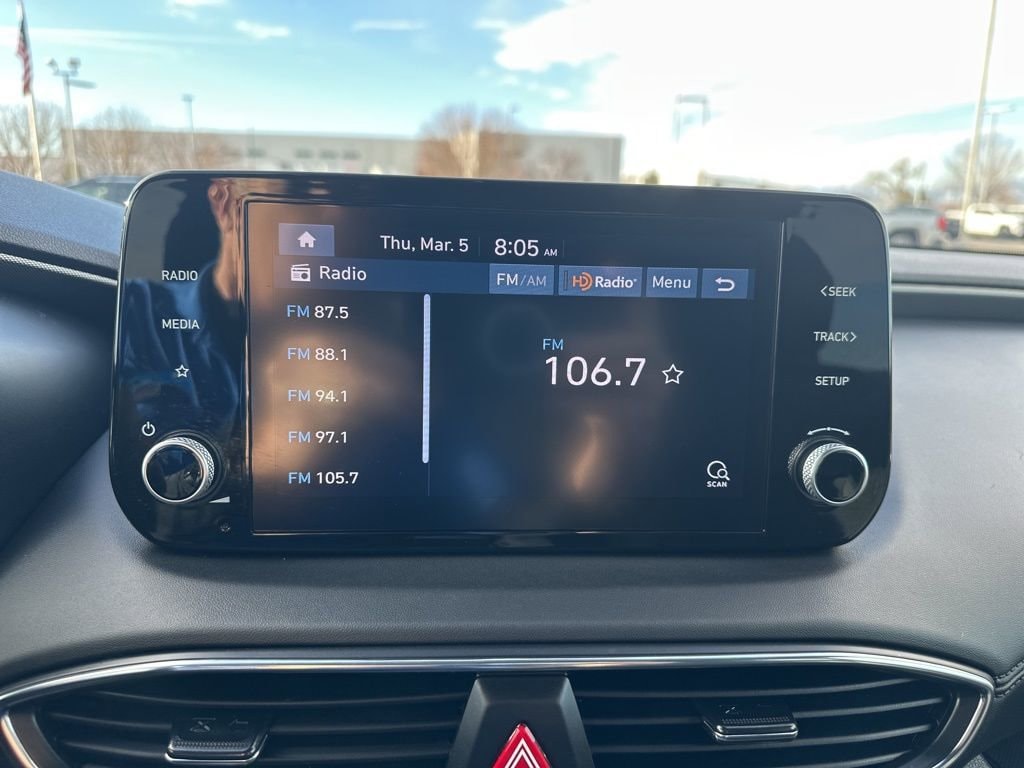 Thu, Mar. 5 8:05 AM
Radio FM/AM HD Radio Menu
RADIO
MEDIA
FM 87.5
FM 88.1
FM 94.1
FM 97.1
FM 105.7
FM
106.7
SCAN
<SEEK
TRACK>
SETUP